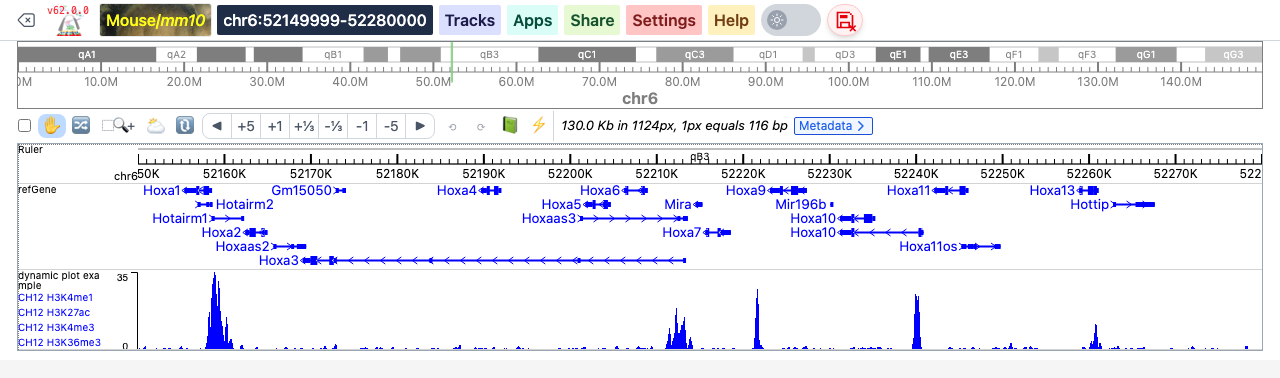 v62.0.0
Mouse/mm10 chr6:52149999-52280000 Tracks Apps Share Settings Help
qA1 qA2 qB1 qB3 qC1 qC3 qD1 qD3 qE1 qE3 qF1 qF3 qG1 qG3
0M 10.0M 20.0M 30.0M 40.0M 50.0M 60.0M 70.0M 80.0M 90.0M 100.0M 110.0M 120.0M 130.0M 140.0M
chr6
◀ +5 +1 +⅓ -⅓ -1 -5 ▶ 130.0 Kb in 1124px, 1px equals 116 bp Metadata
Ruler qB3
chr6 50K 52160K 52170K 52180K 52190K 52200K 52210K 52220K 52230K 52240K 52250K 52260K 52270K 522
refGene Hoxa1 Gm15050 Hoxa4 Hoxa6 Hoxa9 Hoxa11 Hoxa13
Hotairm2 Hoxa5 Mira Mir196b Hottip
Hotairm1 Hoxaas3 Hoxa10
Hoxa2 Hoxa7 Hoxa10
Hoxaas2 Hoxa11os
Hoxa3
dynamic plot exa
mple
35
CH12 H3K4me1
CH12 H3K27ac
CH12 H3K4me3
CH12 H3K36me3
0